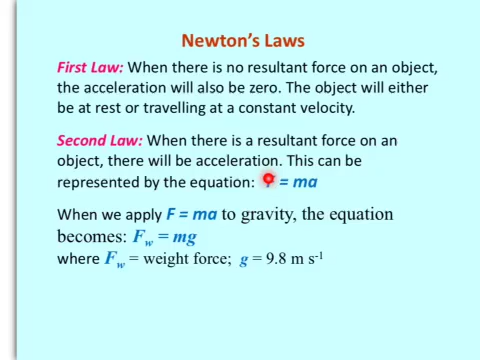 Newton's Laws
First Law: When there is no resultant force on an object,
the acceleration will also be zero. The object will either
be at rest or travelling at a constant velocity.
Second Law: When there is a resultant force on an
object, there will be acceleration. This can be
represented by the equation: = ma
When we apply F = ma to gravity, the equation
becomes: F_w = mg
where F_w = weight force; g = 9.8 m s⁻¹